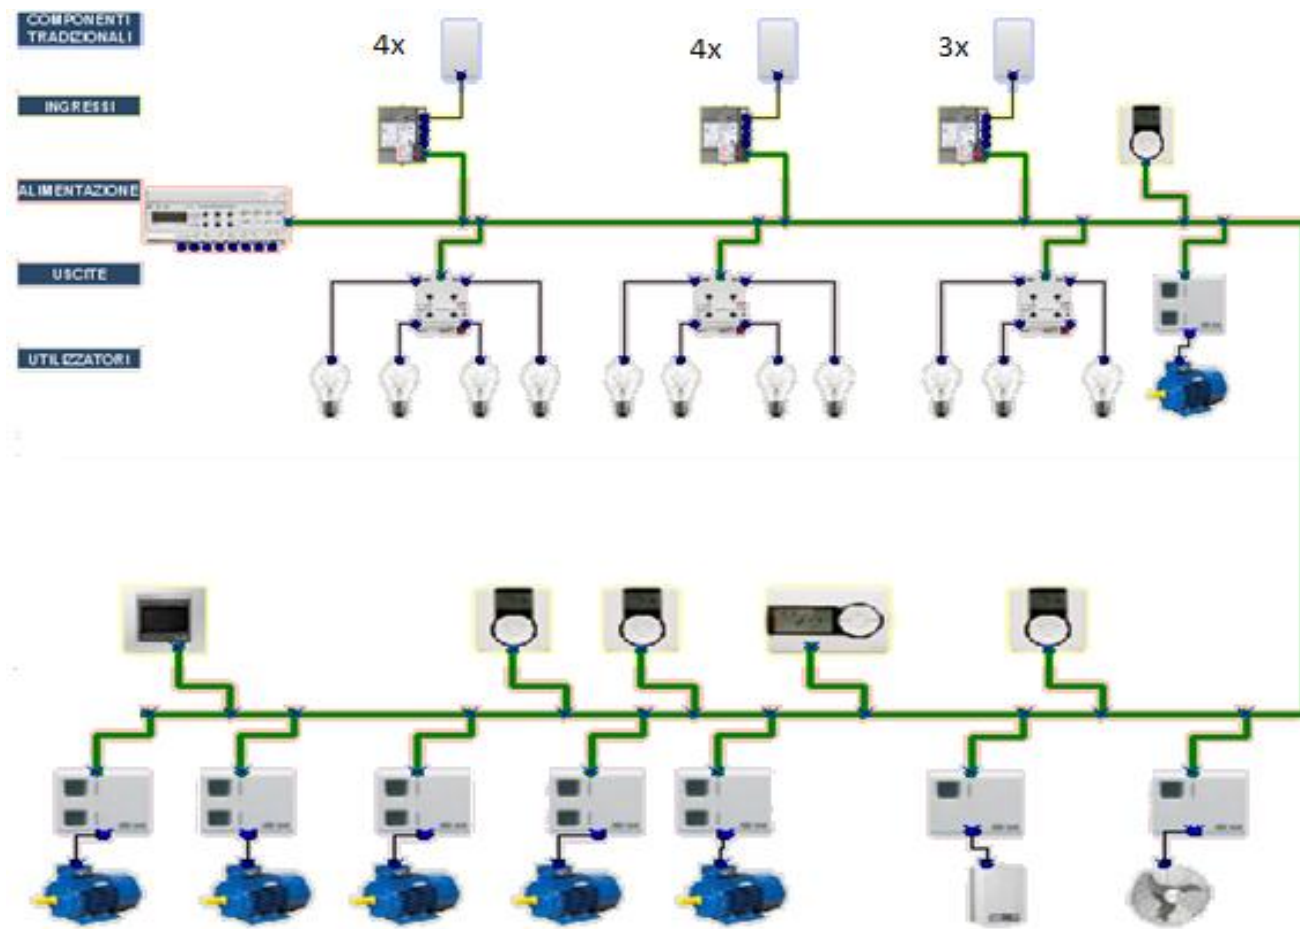 COMPONENTI
TRADIZIONALI
4x
4x
3x
INGRESSI
ALIMENTAZIONE
USCITE
UTILIZZATORI